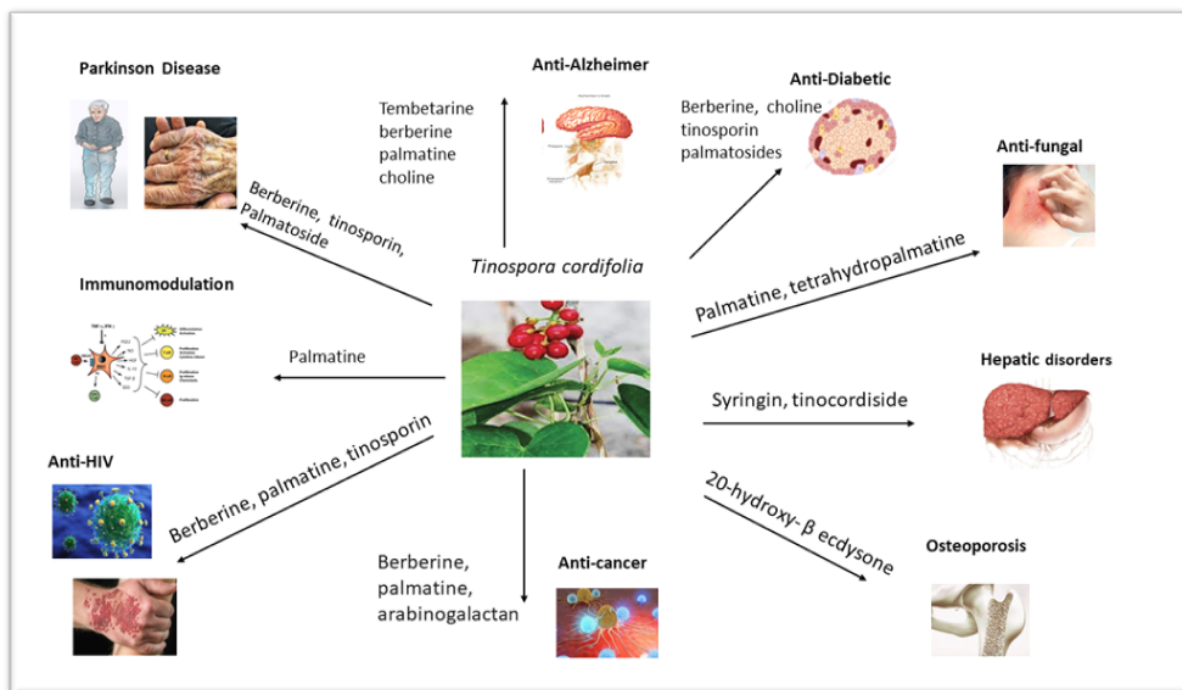 Parkinson Disease
Anti-Alzheimer
Anti-Diabetic
Anti-fungal
Tembetarine
berberine
palmatine
choline
Berberine, choline
tinosporin
palmatosides
Berberine, tinosporin,
Palmatoside
Tinospora cordifolia
Palmatine, tetrahydropalmatine
Immunomodulation
Palmatine
Hepatic disorders
Syringin, tinocordiside
Anti-HIV
Berberine, palmatine, tinosporin
20-hydroxy- β ecdysone
Osteoporosis
Berberine,
palmatine,
arabinogalactan
Anti-cancer